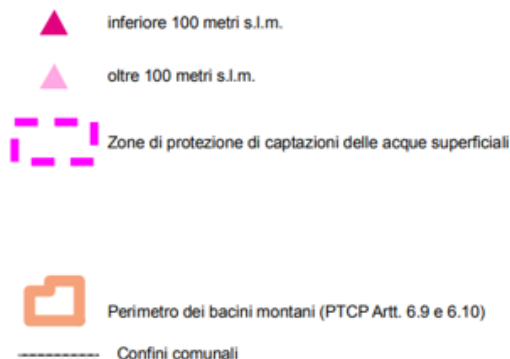 inferiore 100 metri s.l.m.
oltre 100 metri s.l.m.
Zone di protezione di captazioni delle acque superficiali
Perimetro dei bacini montani (PTCP Artt. 6.9 e 6.10)
Confini comunali